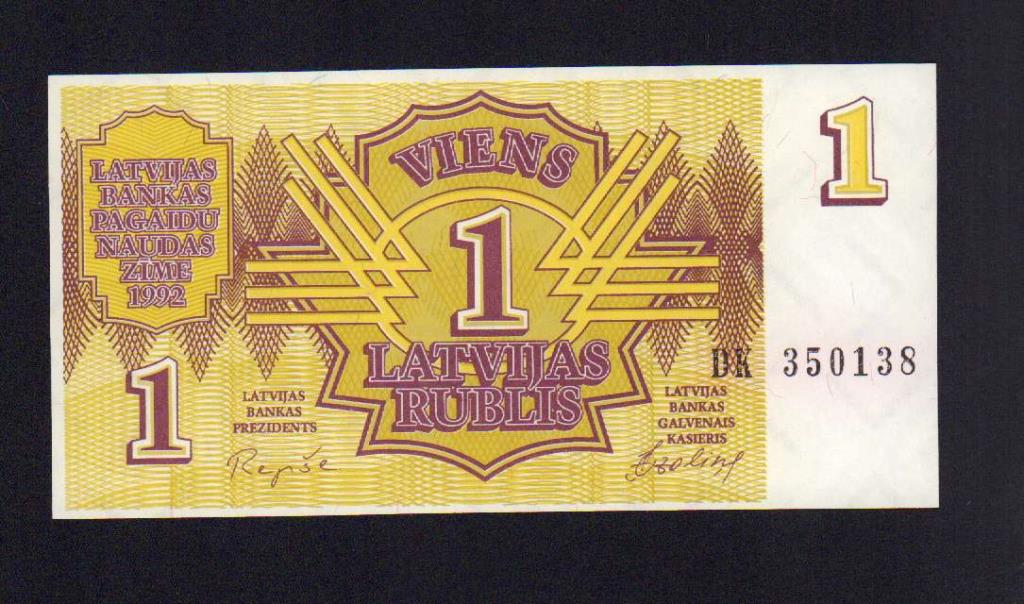 LATVIJAS
BANKAS
PAGAIDU
NAUDAS
ZĪME
1992
VIENS
1
LATVIJAS
RUBLIS
1
1
DK 350138
LATVIJAS
BANKAS
PREZIDENTS
Repše
LATVIJAS
BANKAS
GALVENAIS
KASIERIS